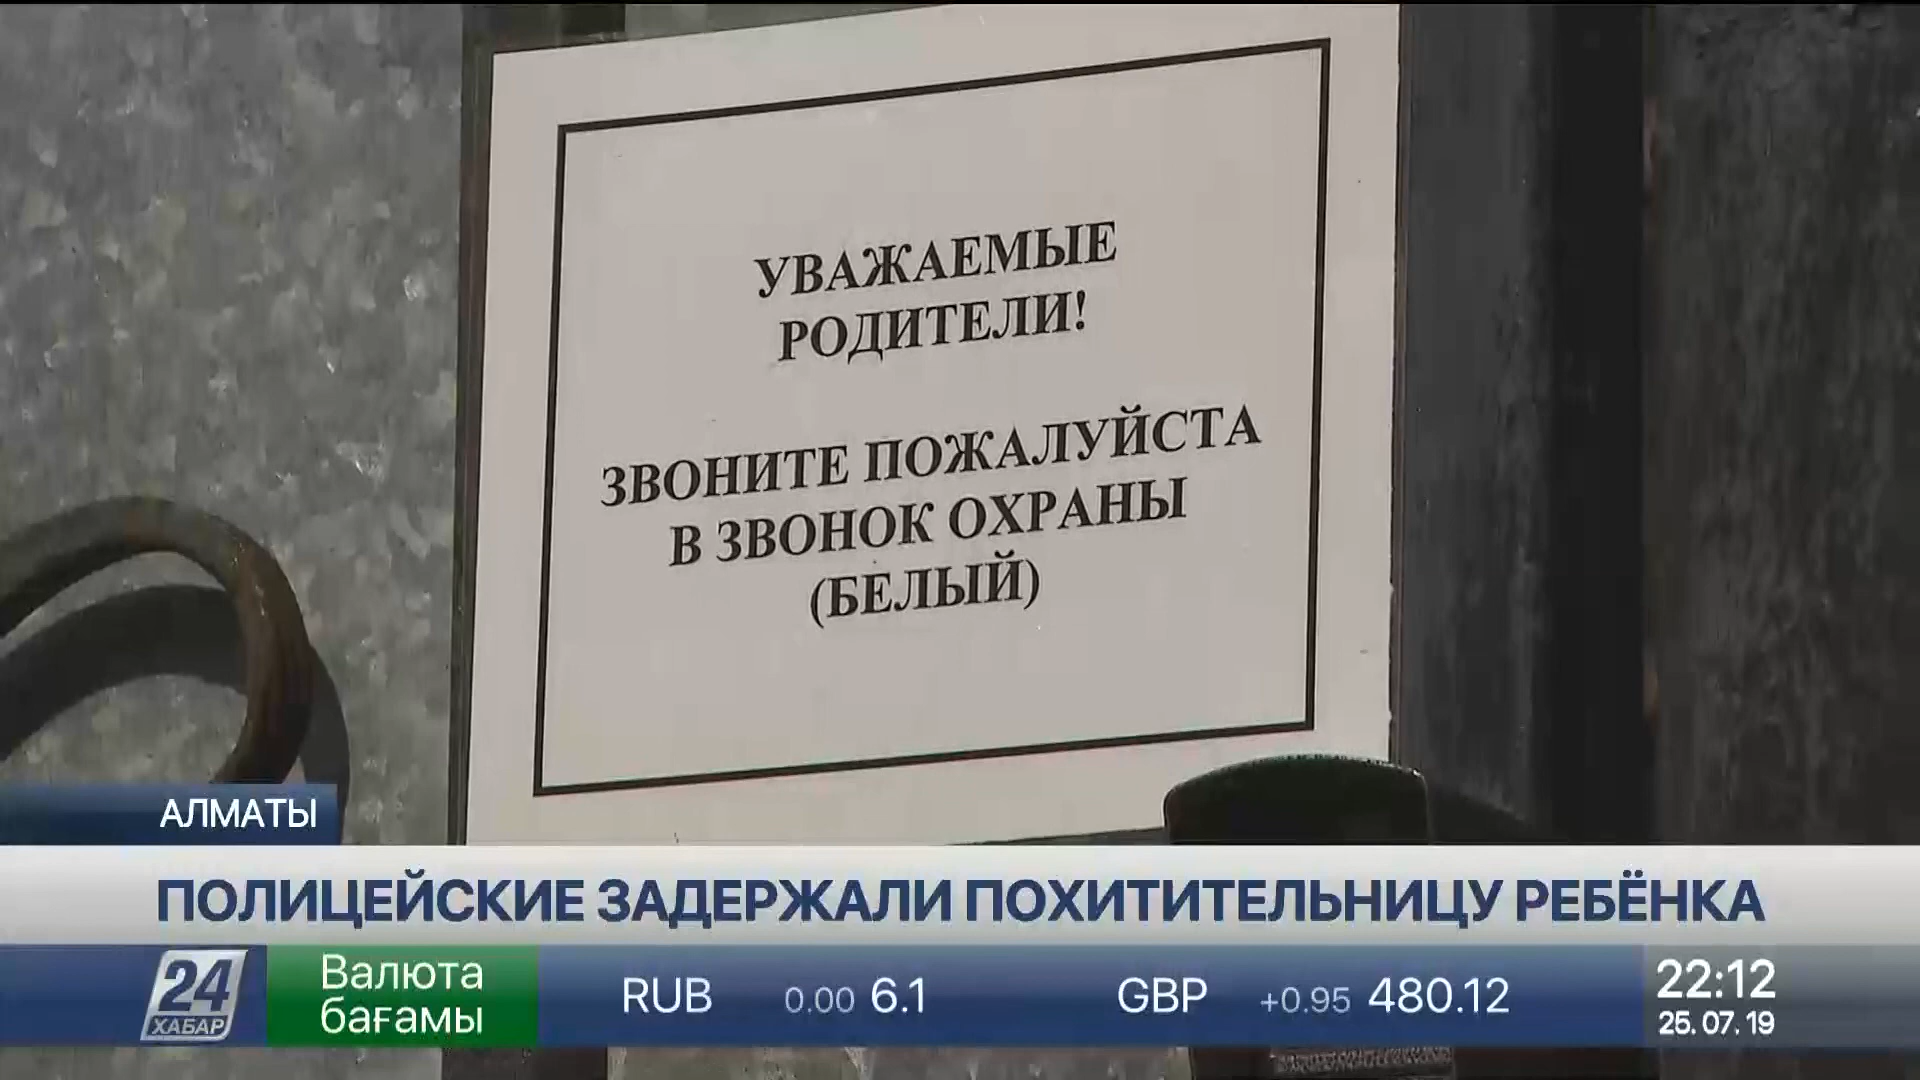 УВАЖАЕМЫЕ
РОДИТЕЛИ!
ЗВОНИТЕ ПОЖАЛУЙСТА
В ЗВОНОК ОХРАНЫ
(БЕЛЫЙ)
АЛМАТЫ
ПОЛИЦЕЙСКИЕ ЗАДЕРЖАЛИ ПОХИТИТЕЛЬНИЦУ РЕБЁНКА
24
ХАБАР
Валюта
бағамы
RUB 0.00 6.1 GBP +0.95 480.12
22:12
25. 07. 19